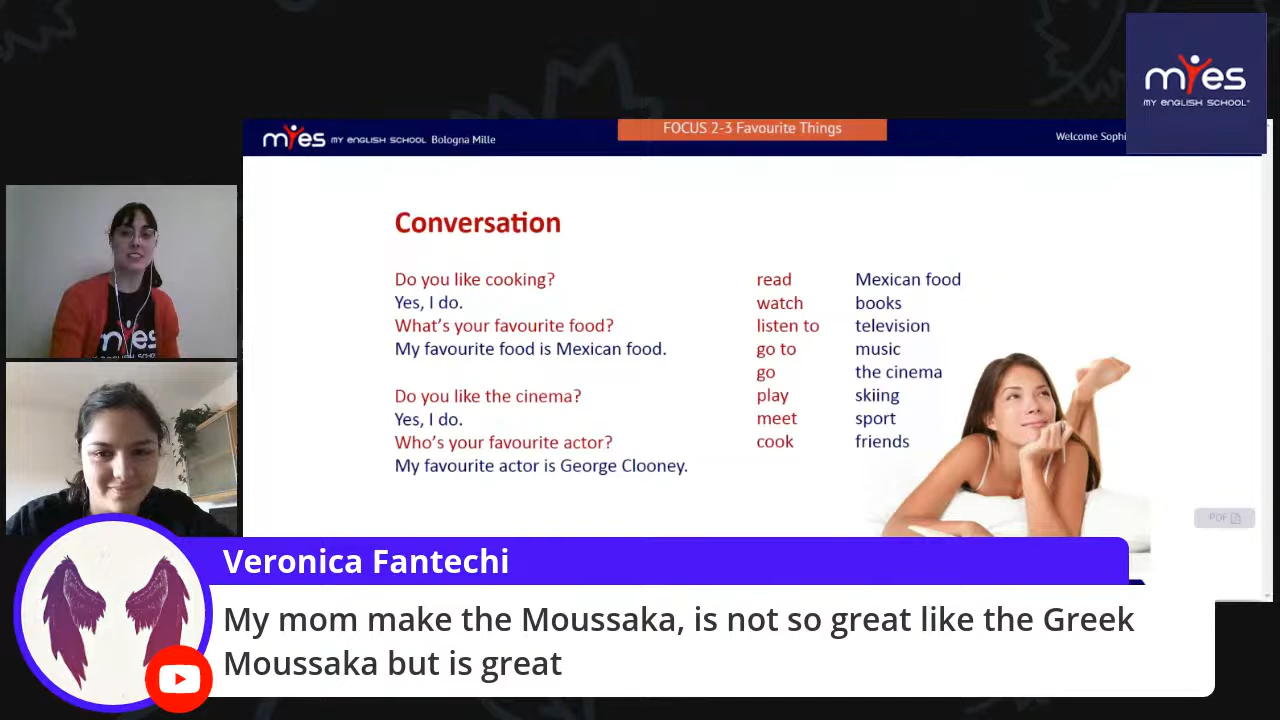 myes
MY ENGLISH SCHOOL
myes MY ENGLISH SCHOOL Bologna Mille
FOCUS 2-3 Favourite Things
Welcome Sophi
Conversation
Do you like cooking?
Yes, I do.
What's your favourite food?
My favourite food is Mexican food.
Do you like the cinema?
Yes, I do.
Who's your favourite actor?
My favourite actor is George Clooney.
read Mexican food
watch books
listen to television
go to music
go the cinema
play skiing
meet sport
cook friends
PDF
myes
Veronica Fantechi
My mom make the Moussaka, is not so great like the Greek
Moussaka but is great